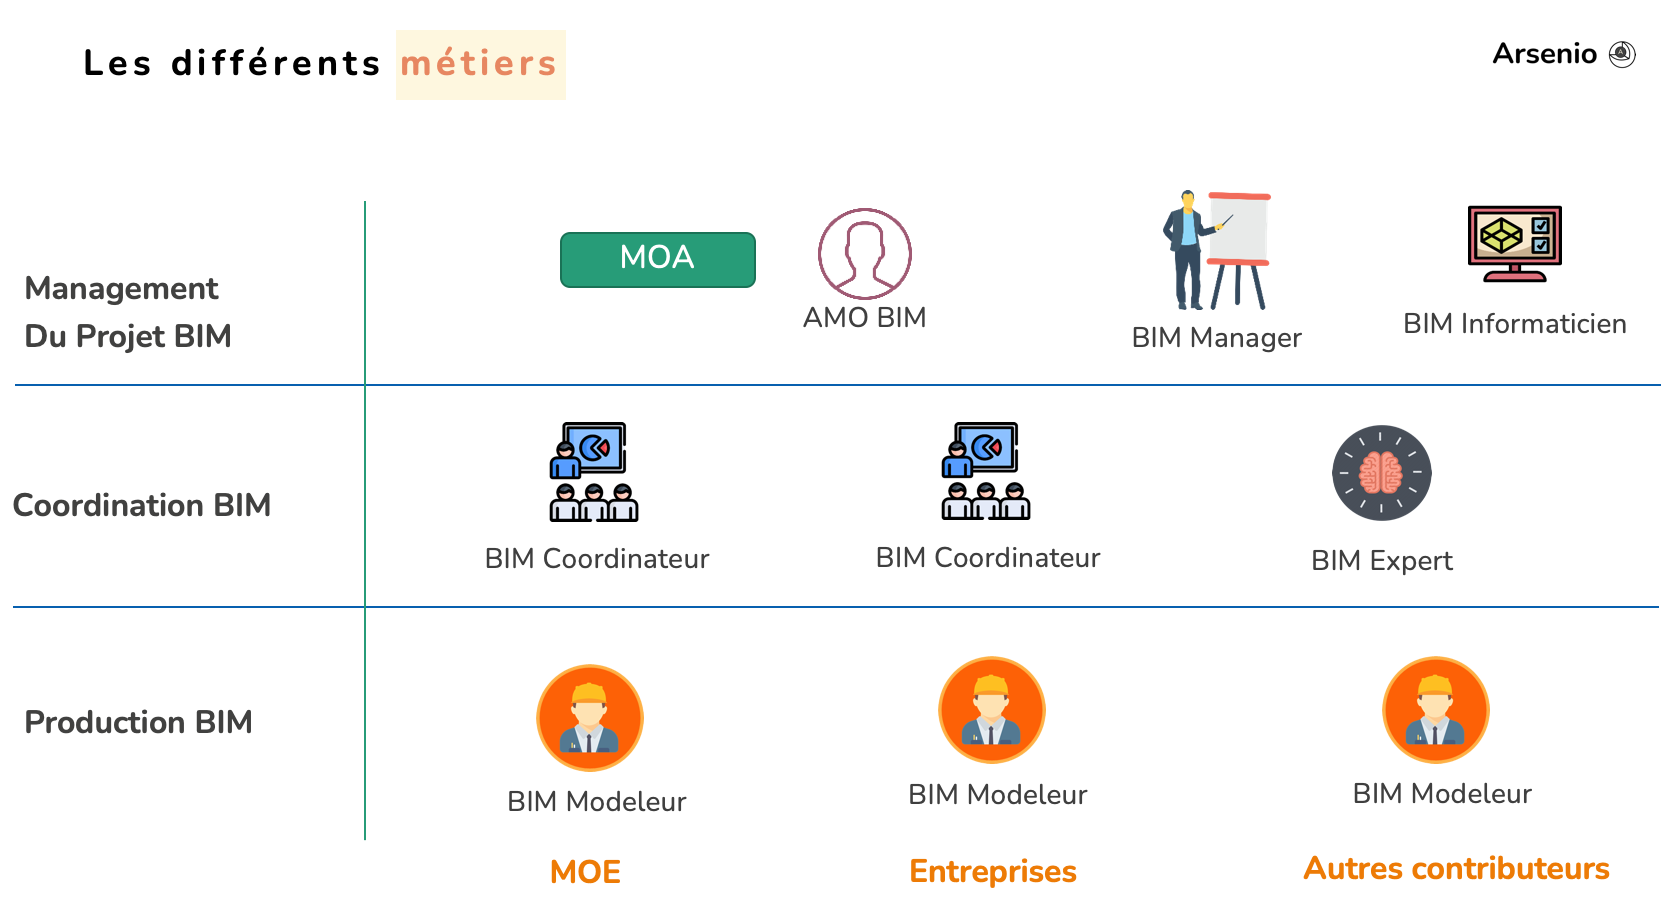 Les différents métiers
Arsenio
Management
Du Projet BIM
MOA
AMO BIM
BIM Manager
BIM Informaticien
Coordination BIM
BIM Coordinateur
BIM Coordinateur
BIM Expert
Production BIM
BIM Modeleur
BIM Modeleur
BIM Modeleur
MOE
Entreprises
Autres contributeurs